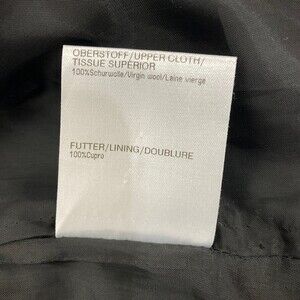 OBERSTOFF/UPPER CLOTH/
TISSUE SUPERIOR
100%Schurwolle/Virgin wool/Laine vierge
FUTTER/LINING/DOUBLURE
100%Cupro